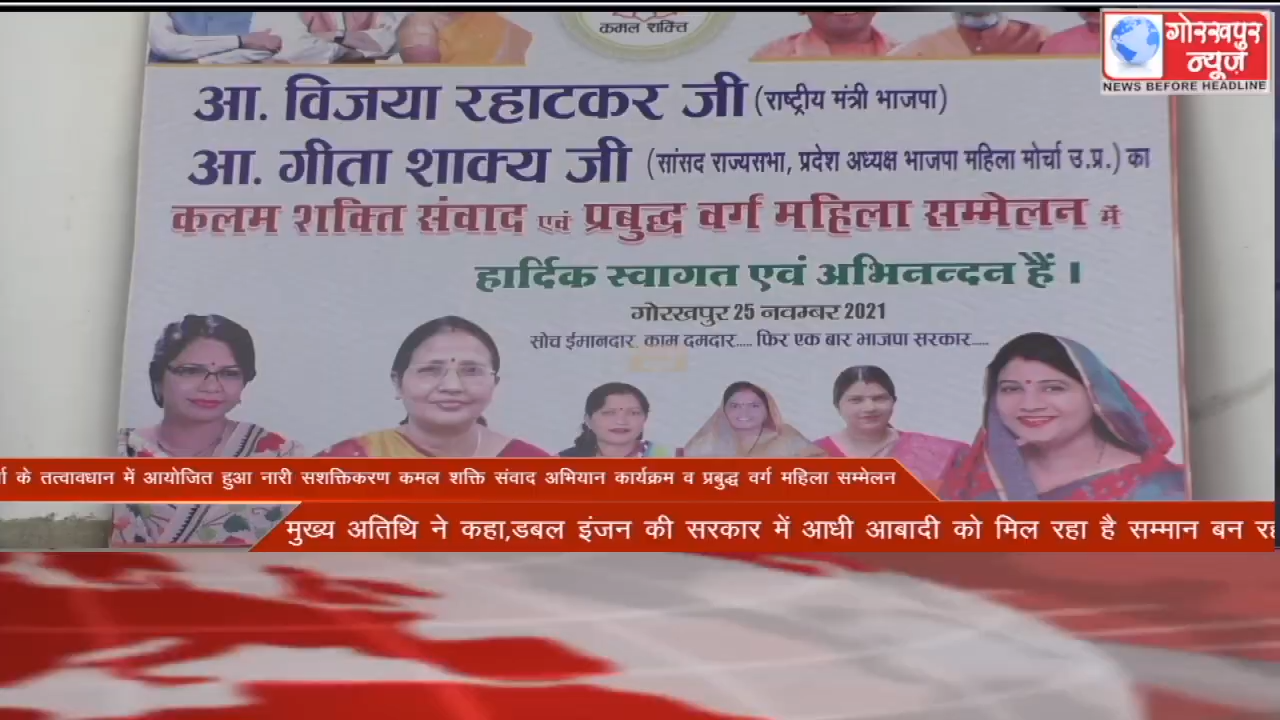 कमल शक्ति
गोरखपुर
न्यूज़
NEWS BEFORE HEADLINE
आ. विजया रहाटकर जी (राष्ट्रीय मंत्री भाजपा)
आ. गीता शाक्य जी (सांसद राज्यसभा, प्रदेश अध्यक्ष भाजपा महिला मोर्चा उ.प्र.) का
कलम शक्ति संवाद एवं प्रबुद्ध वर्ग महिला सम्मेलन में
हार्दिक स्वागत एवं अभिनन्दन हैं ।
गोरखपुर 25 नवम्बर 2021
सोच ईमानदार काम दमदार..... फिर एक बार भाजपा सरकार.....
के तत्वावधान में आयोजित हुआ नारी सशक्तिकरण कमल शक्ति संवाद अभियान कार्यक्रम व प्रबुद्ध वर्ग महिला सम्मेलन
मुख्य अतिथि ने कहा,डबल इंजन की सरकार में आधी आबादी को मिल रहा है सम्मान बन